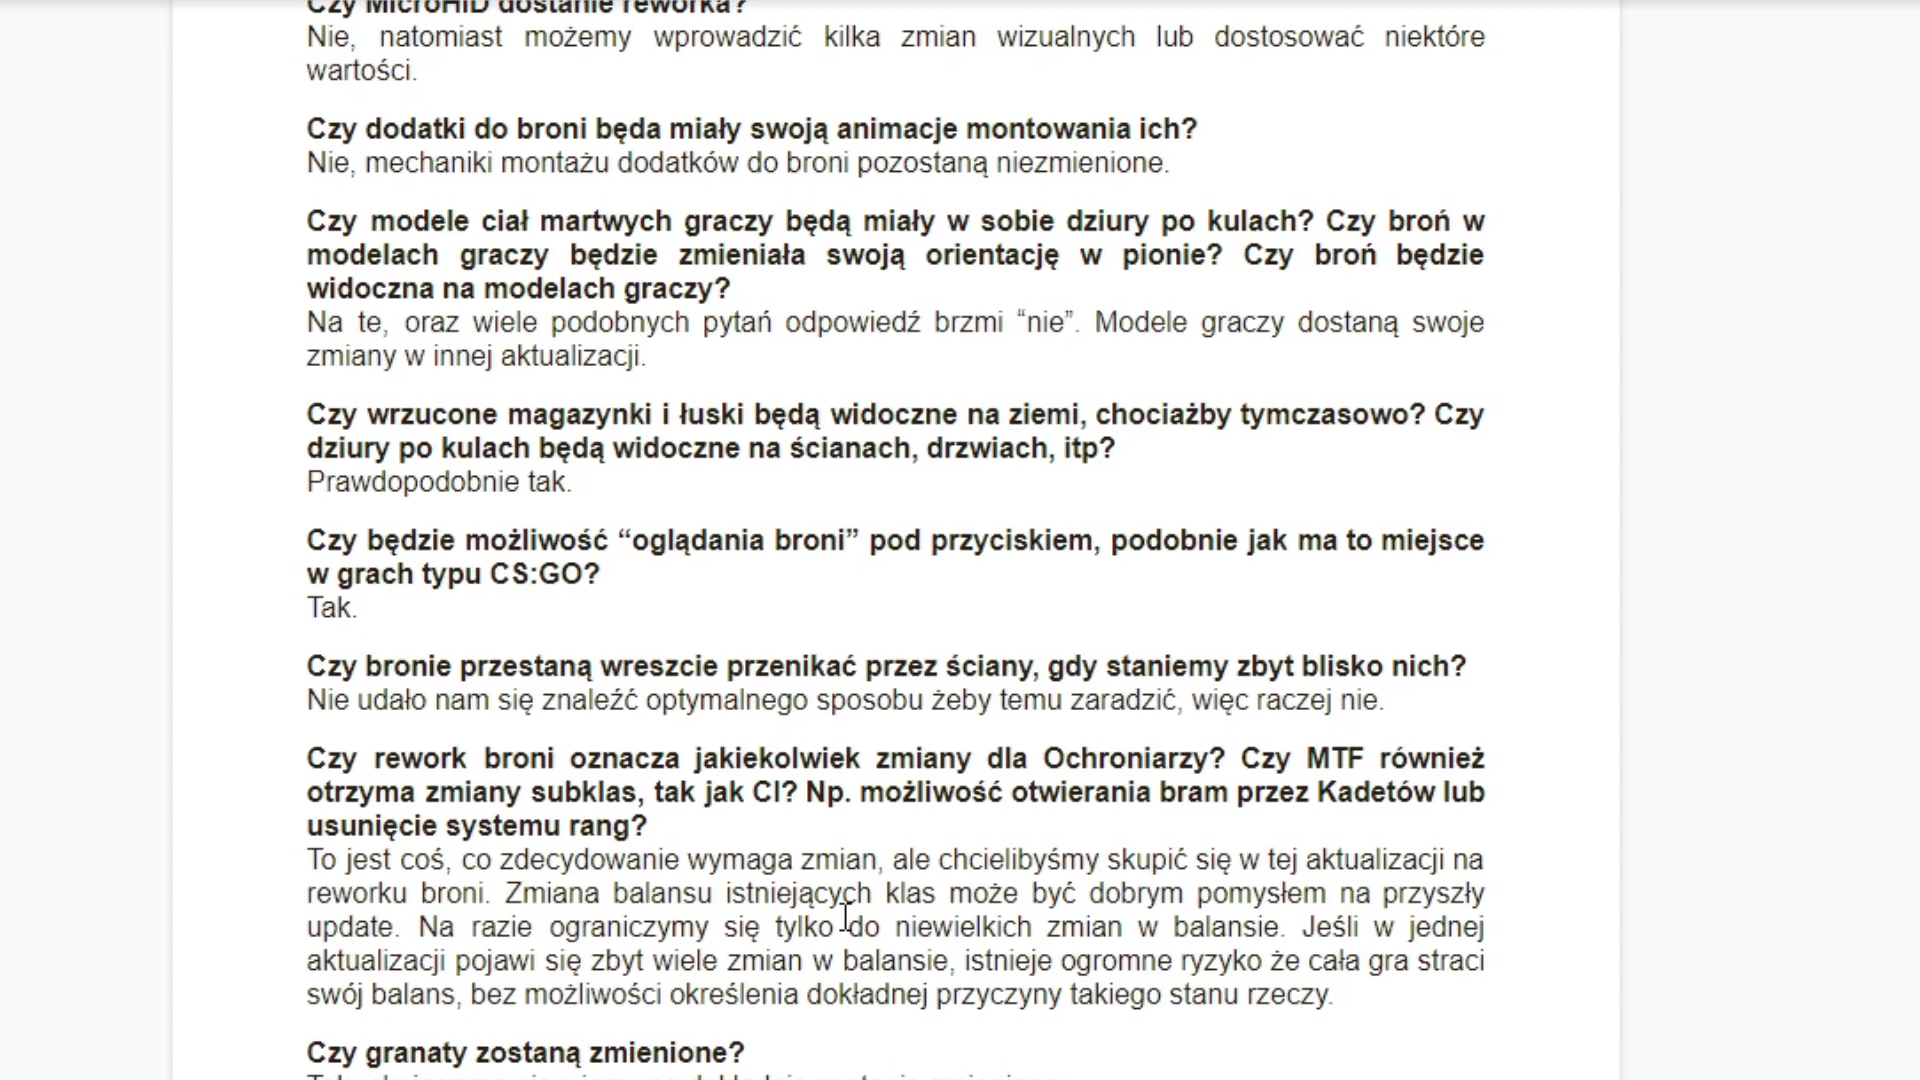 Czy MicroHID dostanie reworka?
Nie, natomiast możemy wprowadzić kilka zmian wizualnych lub dostosować niektóre
wartości.
Czy dodatki do broni będa miały swoją animacje montowania ich?
Nie, mechaniki montażu dodatków do broni pozostaną niezmienione.
Czy modele ciał martwych graczy będą miały w sobie dziury po kulach? Czy broń w
modelach graczy będzie zmieniała swoją orientację w pionie? Czy broń będzie
widoczna na modelach graczy?
Na te, oraz wiele podobnych pytań odpowiedź brzmi “nie”. Modele graczy dostaną swoje
zmiany w innej aktualizacji.
Czy wrzucone magazynki i łuski będą widoczne na ziemi, chociażby tymczasowo? Czy
dziury po kulach będą widoczne na ścianach, drzwiach, itp?
Prawdopodobnie tak.
Czy będzie możliwość “oglądania broni” pod przyciskiem, podobnie jak ma to miejsce
w grach typu CS:GO?
Tak.
Czy bronie przestaną wreszcie przenikać przez ściany, gdy staniemy zbyt blisko nich?
Nie udało nam się znaleźć optymalnego sposobu żeby temu zaradzić, więc raczej nie.
Czy rework broni oznacza jakiekolwiek zmiany dla Ochroniarzy? Czy MTF również
otrzyma zmiany subklas, tak jak CI? Np. możliwość otwierania bram przez Kadetów lub
usunięcie systemu rang?
To jest coś, co zdecydowanie wymaga zmian, ale chcielibyśmy skupić się w tej aktualizacji na
reworku broni. Zmiana balansu istniejących klas może być dobrym pomysłem na przyszły
update. Na razie ograniczymy się tylko do niewielkich zmian w balansie. Jeśli w jednej
aktualizacji pojawi się zbyt wiele zmian w balansie, istnieje ogromne ryzyko że cała gra straci
swój balans, bez możliwości określenia dokładnej przyczyny takiego stanu rzeczy.
Czy granaty zostaną zmienione?